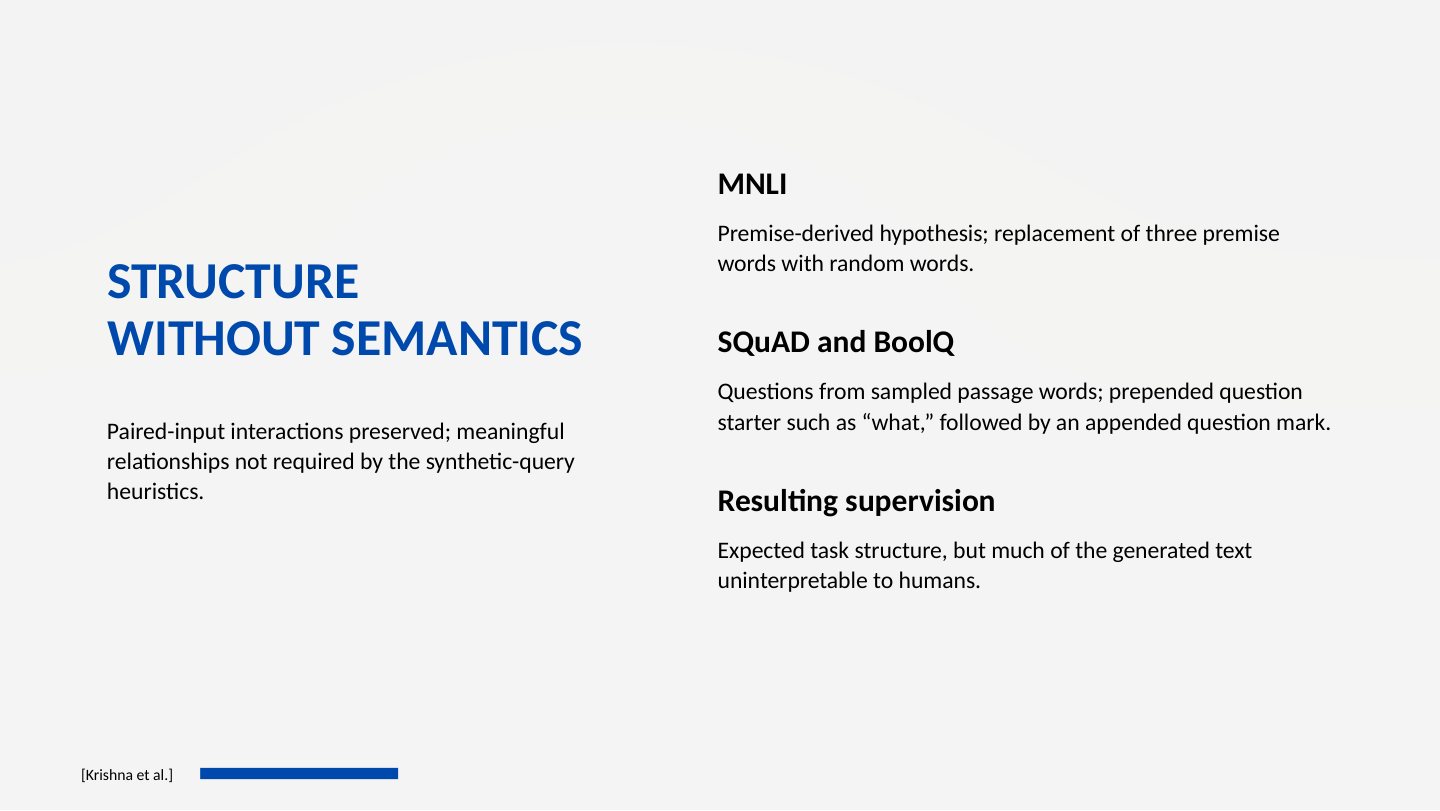 STRUCTURE
WITHOUT SEMANTICS
Paired-input interactions preserved; meaningful
relationships not required by the synthetic-query
heuristics.
MNLI
Premise-derived hypothesis; replacement of three premise
words with random words.
SQuAD and BoolQ
Questions from sampled passage words; prepended question
starter such as “what,” followed by an appended question mark.
Resulting supervision
Expected task structure, but much of the generated text
uninterpretable to humans.
[Krishna et al.]